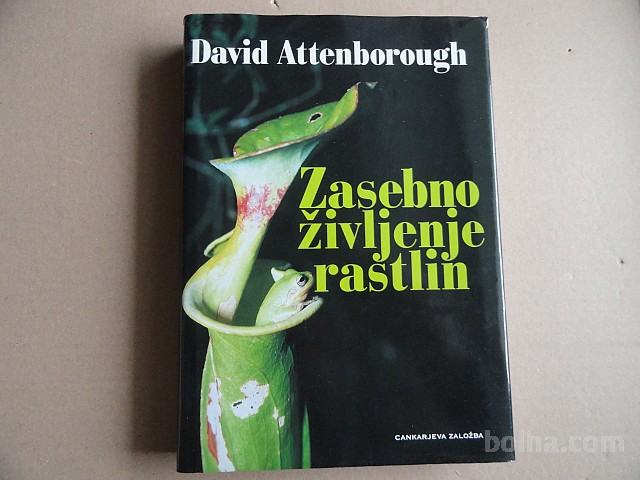 David Attenborough
Zasebno
življenje
rastlin
CANKARJEVA ZALOŽBA
bolha.com